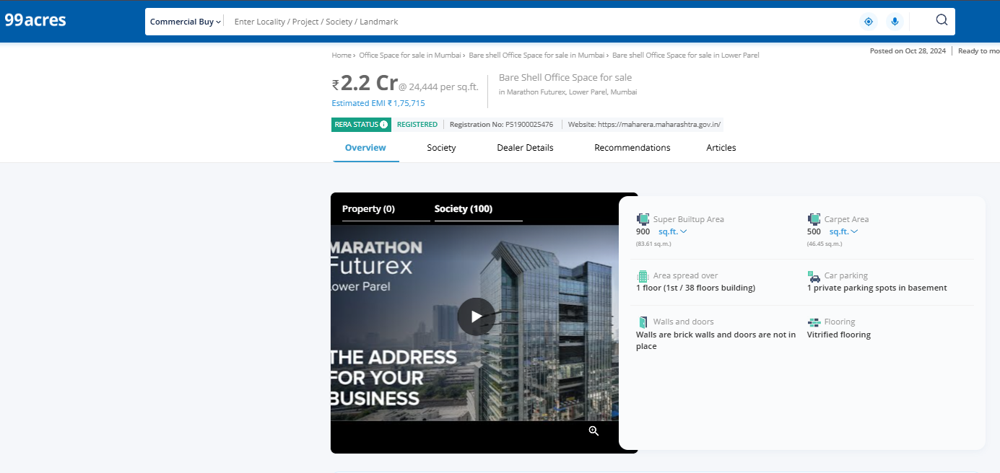 99acres
Commercial Buy
Enter Locality / Project / Society / Landmark
Home › Office Space for sale in Mumbai › Bare shell Office Space for sale in Mumbai › Bare shell Office Space for sale in Lower Parel
Posted on Oct 28, 2024 | Ready to mo
₹ 2.2 Cr @ 24,444 per sq.ft.
Estimated EMI ₹ 1,75,715
Bare Shell Office Space for sale
in Marathon Futurex, Lower Parel, Mumbai
RERA STATUS REGISTERED | Registration No: P51900025476 | Website: https://maharera.maharashtra.gov.in/
Overview Society Dealer Details Recommendations Articles
Property (0) Society (100)
MARATHON
Futurex
Lower Parel
THE ADDRESS
FOR YOUR
BUSINESS
Super Builtup Area
900 sq.ft.
(83.61 sq.m.)
Carpet Area
500 sq.ft.
(46.45 sq.m.)
Area spread over
1 floor (1st / 38 floors building)
Car parking
1 private parking spots in basement
Walls and doors
Walls are brick walls and doors are not in
place
Flooring
Vitrified flooring